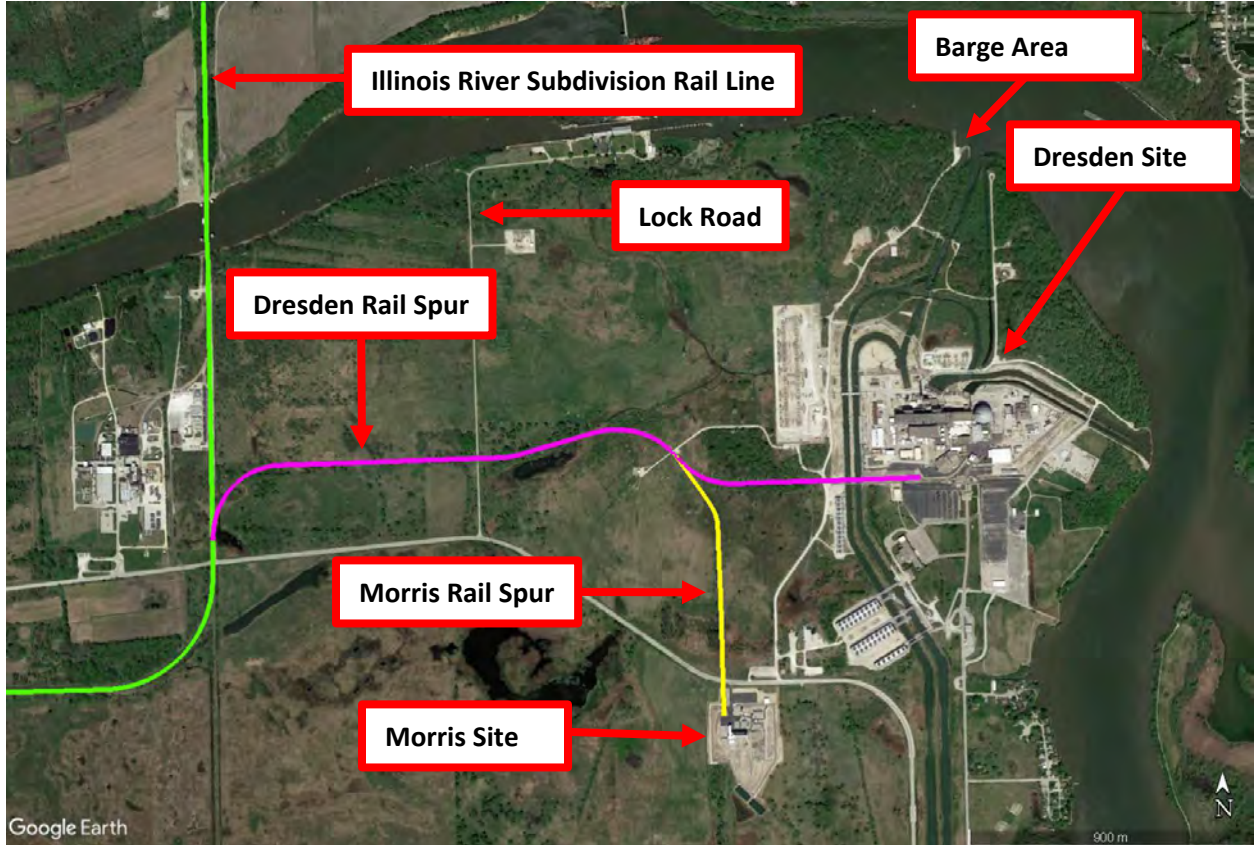 Barge Area
Illinois River Subdivision Rail Line
Dresden Site
Lock Road
Dresden Rail Spur
Morris Rail Spur
Morris Site
N
Google Earth
900 m